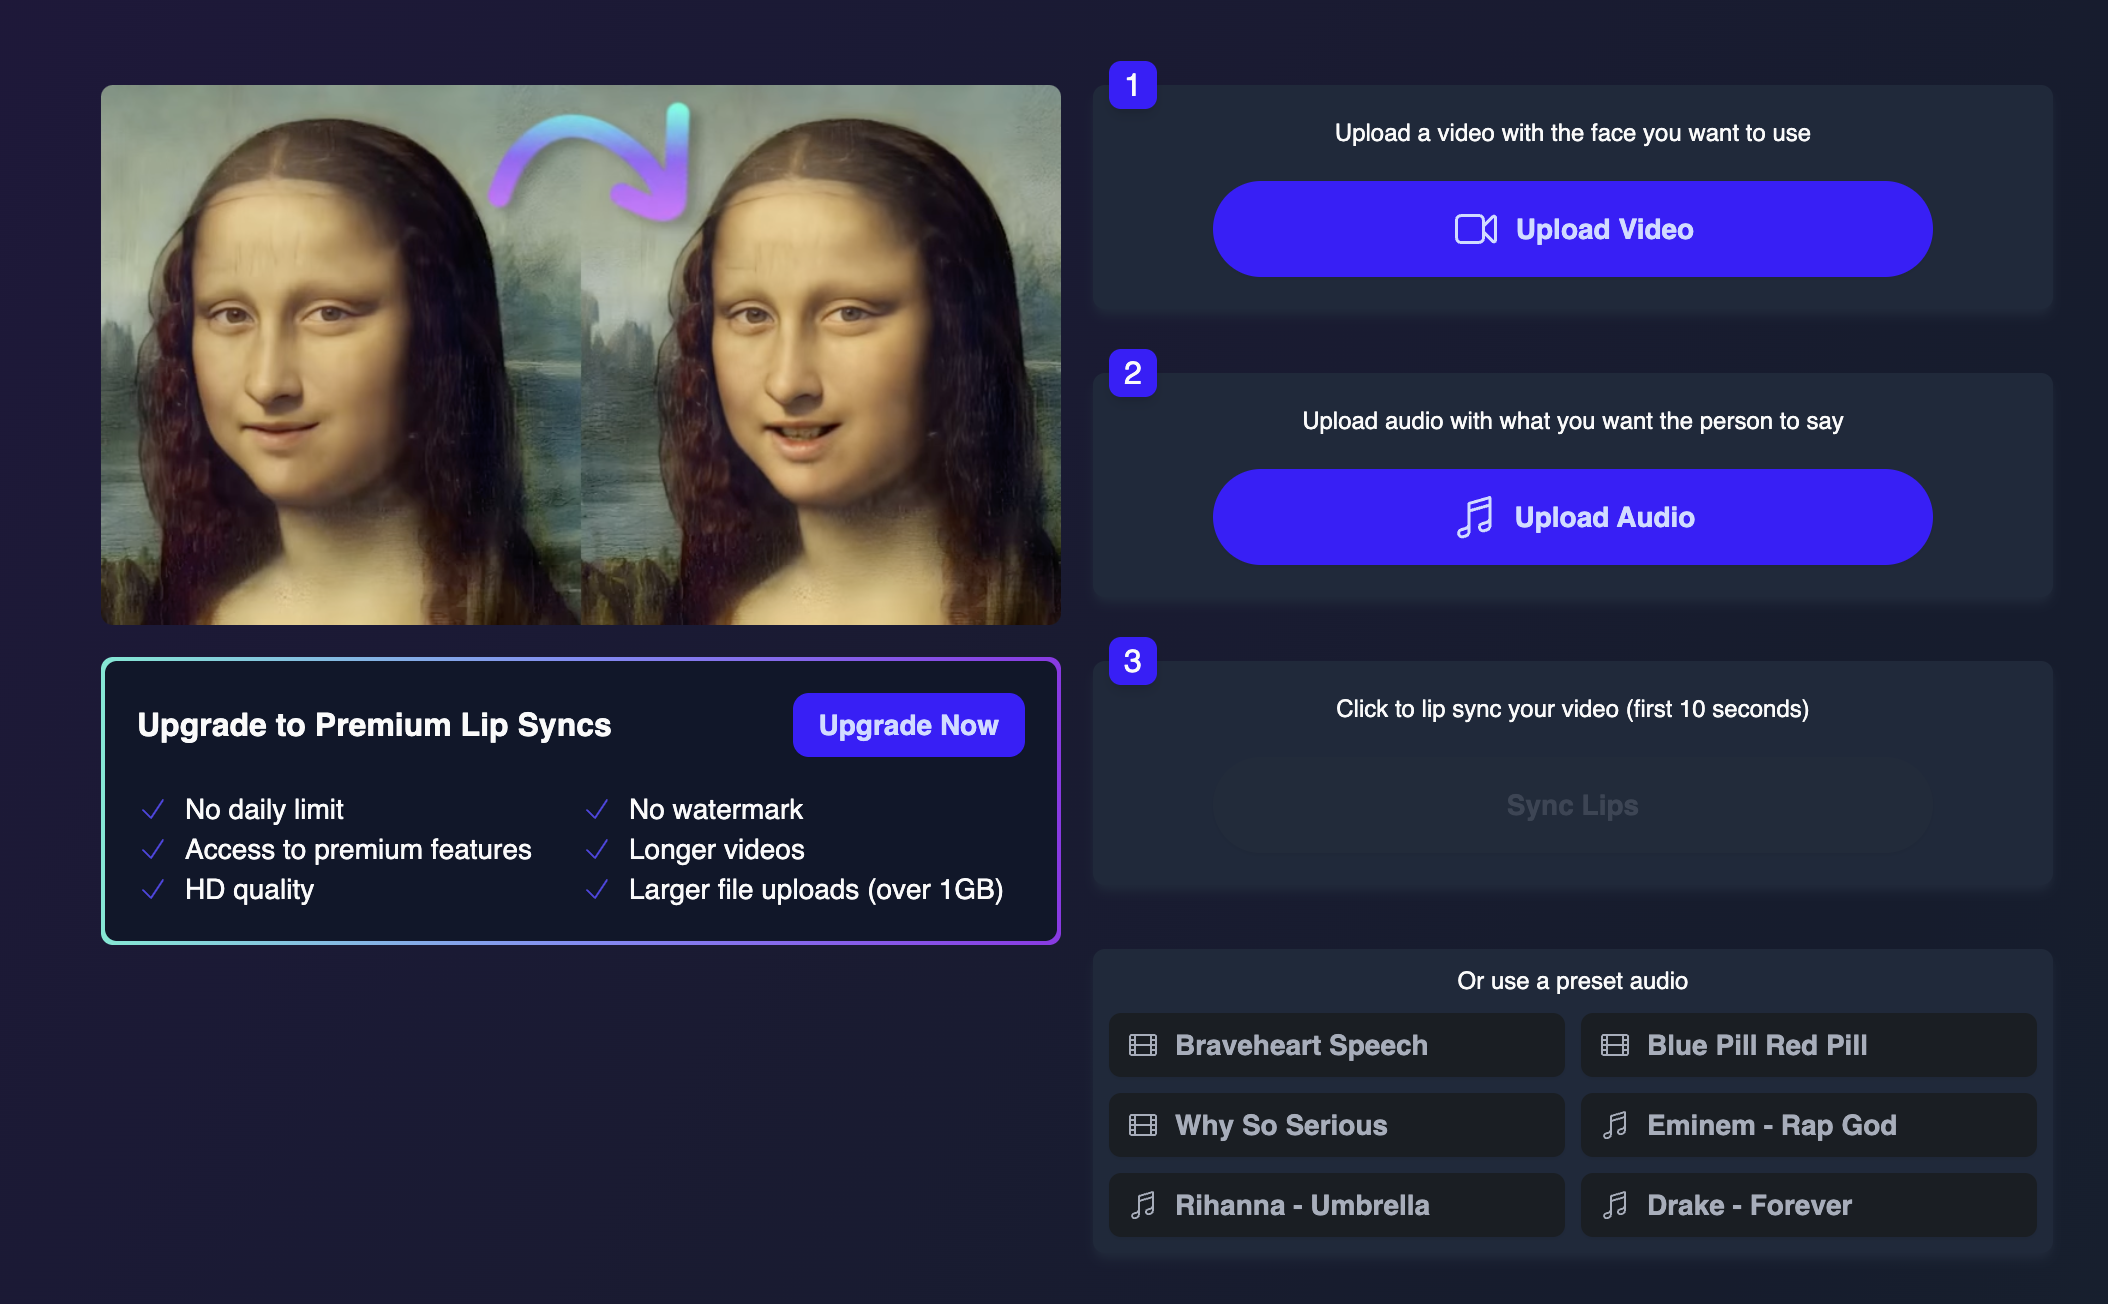 Upgrade to Premium Lip Syncs
Upgrade Now
No daily limit
No watermark
Access to premium features
Longer videos
HD quality
Larger file uploads (over 1GB)
1
Upload a video with the face you want to use
Upload Video
2
Upload audio with what you want the person to say
Upload Audio
3
Click to lip sync your video (first 10 seconds)
Sync Lips
Or use a preset audio
Braveheart Speech
Blue Pill Red Pill
Why So Serious
Eminem - Rap God
Rihanna - Umbrella
Drake - Forever